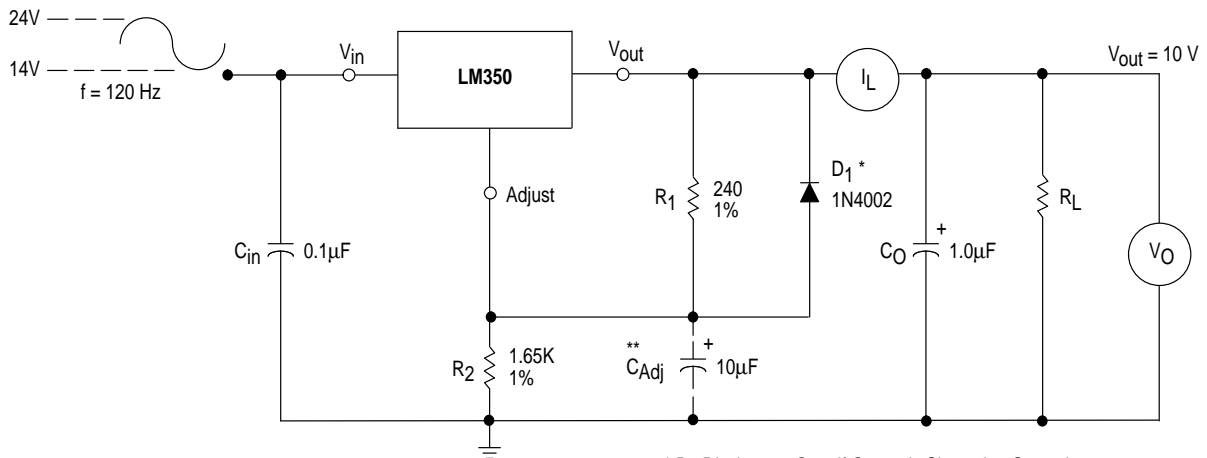 24V
14V
f = 120 Hz
Vin
LM350
Vout
IL
Vout = 10 V
Adjust
R1
240
1%
D1 *
1N4002
RL
Cin
0.1µF
CO
+
1.0µF
VO
R2
1.65K
1%
**
CAdj
+
10µF